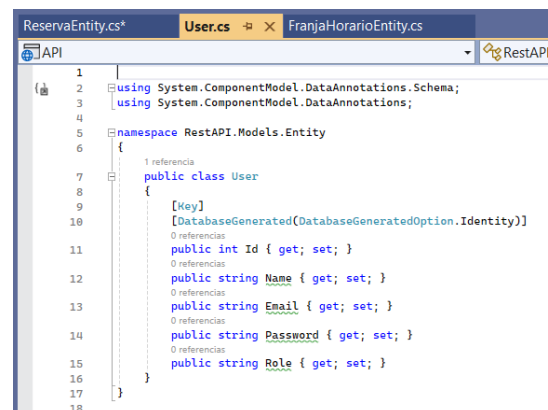 ReservaEntity.cs* User.cs FranjaHorarioEntity.cs
API RestAPI
1
2 using System.ComponentModel.DataAnnotations.Schema;
3 using System.ComponentModel.DataAnnotations;
4
5 namespace RestAPI.Models.Entity
6 {
1 referencia
7 public class User
8 {
9 [Key]
10 [DatabaseGenerated(DatabaseGeneratedOption.Identity)]
0 referencias
11 public int Id { get; set; }
0 referencias
12 public string Name { get; set; }
0 referencias
13 public string Email { get; set; }
0 referencias
14 public string Password { get; set; }
0 referencias
15 public string Role { get; set; }
16 }
17 }
18